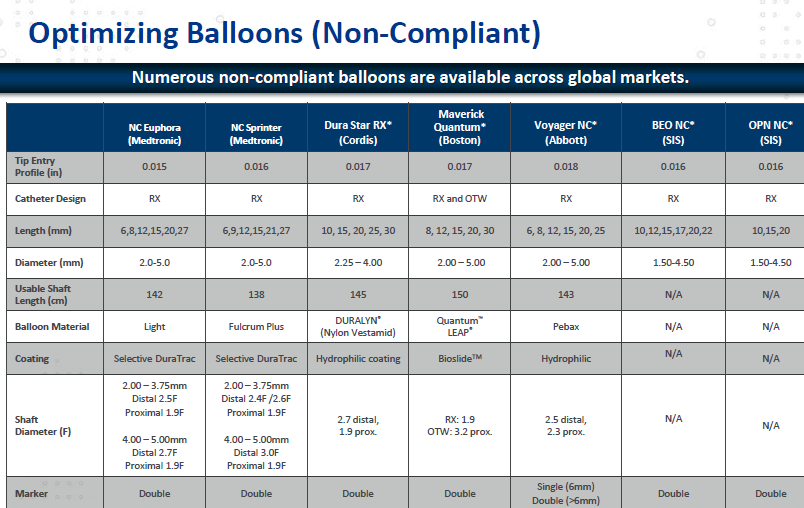 Optimizing Balloons (Non-Compliant)
Numerous non-compliant balloons are available across global markets.
NC Euphora (Medtronic) NC Sprinter (Medtronic) Dura Star RX* (Cordis) Maverick Quantum* (Boston) Voyager NC* (Abbott) BEO NC* (SIS) OPN NC* (SIS)
Tip Entry Profile (in) 0.015 0.016 0.017 0.017 0.018 0.016 0.016
Catheter Design RX RX RX RX and OTW RX RX RX
Length (mm) 6,8,12,15,20,27 6,9,12,15,21,27 10, 15, 20, 25, 30 8, 12, 15, 20, 30 6, 8, 12, 15, 20, 25 10,12,15,17,20,22 10,15,20
Diameter (mm) 2.0-5.0 2.0-5.0 2.25 – 4.00 2.00 – 5.00 2.00 – 5.00 1.50-4.50 1.50-4.50
Usable Shaft Length (cm) 142 138 145 150 143 N/A N/A
Balloon Material Light Fulcrum Plus DURALYN® (Nylon Vestamid) Quantum™ LEAP® Pebax N/A N/A
Coating Selective DuraTrac Selective DuraTrac Hydrophilic coating Bioslide™ Hydrophilic N/A N/A
Shaft Diameter (F)
2.00 – 3.75mm
Distal 2.5F
Proximal 1.9F
4.00 – 5.00mm
Distal 2.7F
Proximal 1.9F
2.00 – 3.75mm
Distal 2.4F /2.6F
Proximal 1.9F
4.00 – 5.00mm
Distal 3.0F
Proximal 1.9F
2.7 distal,
1.9 prox.
RX: 1.9
OTW: 3.2 prox.
2.5 distal,
2.3 prox.
N/A
N/A
Marker Double Double Double Double Single (6mm) Double (>6mm) Double Double